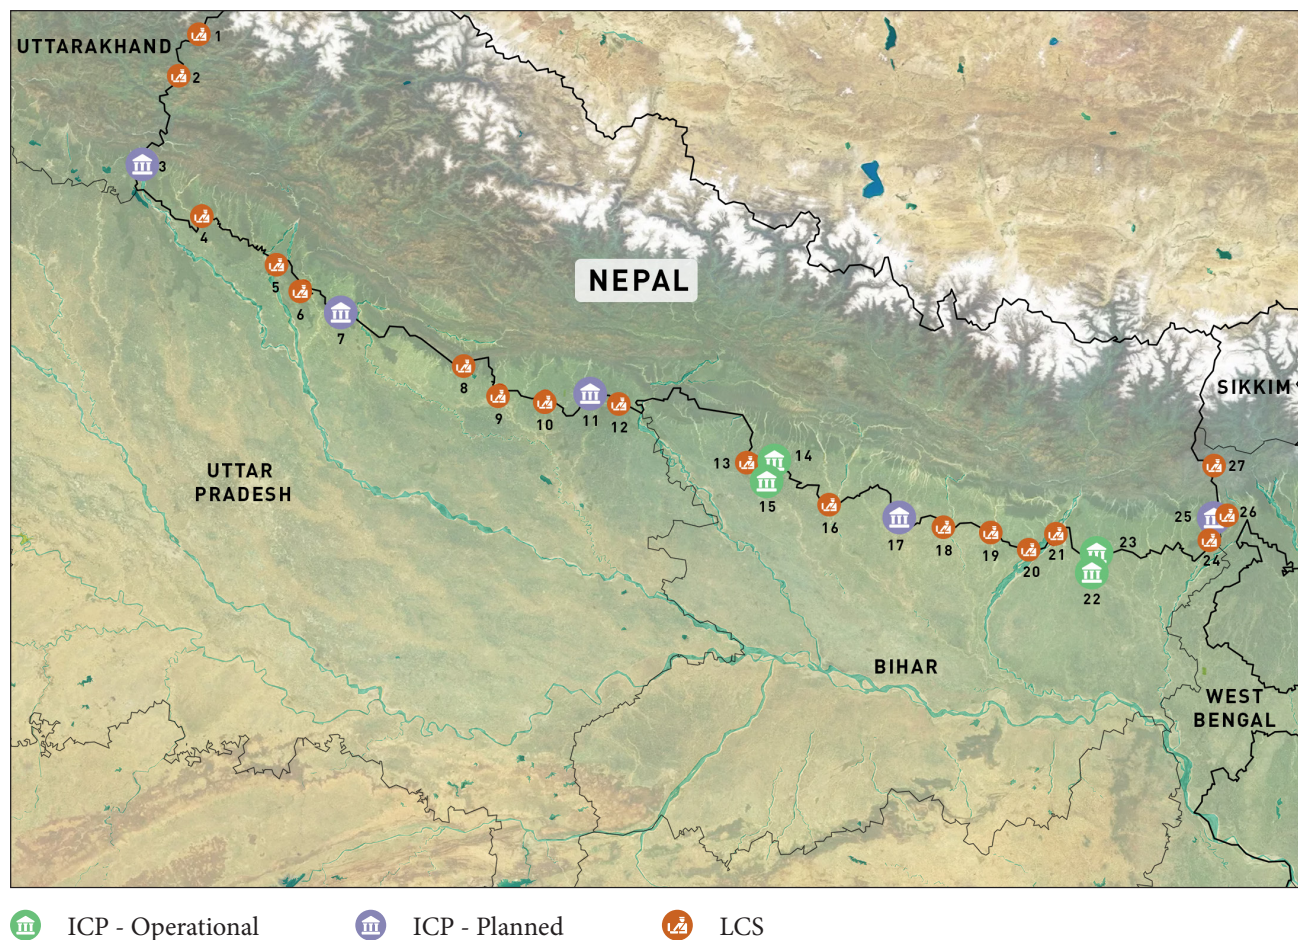 UTTARAKHAND
1
2
3
4
5
6
7
NEPAL
8
9
10
11
12
SIKKIM
UTTAR
PRADESH
13
14
15
16
17
18
19
20
21
22
23
24
25
26
27
BIHAR
WEST
BENGAL
ICP - Operational
ICP - Planned
LCS